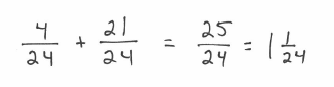 4/24 + 21/24 = 25/24 = 1 1/24